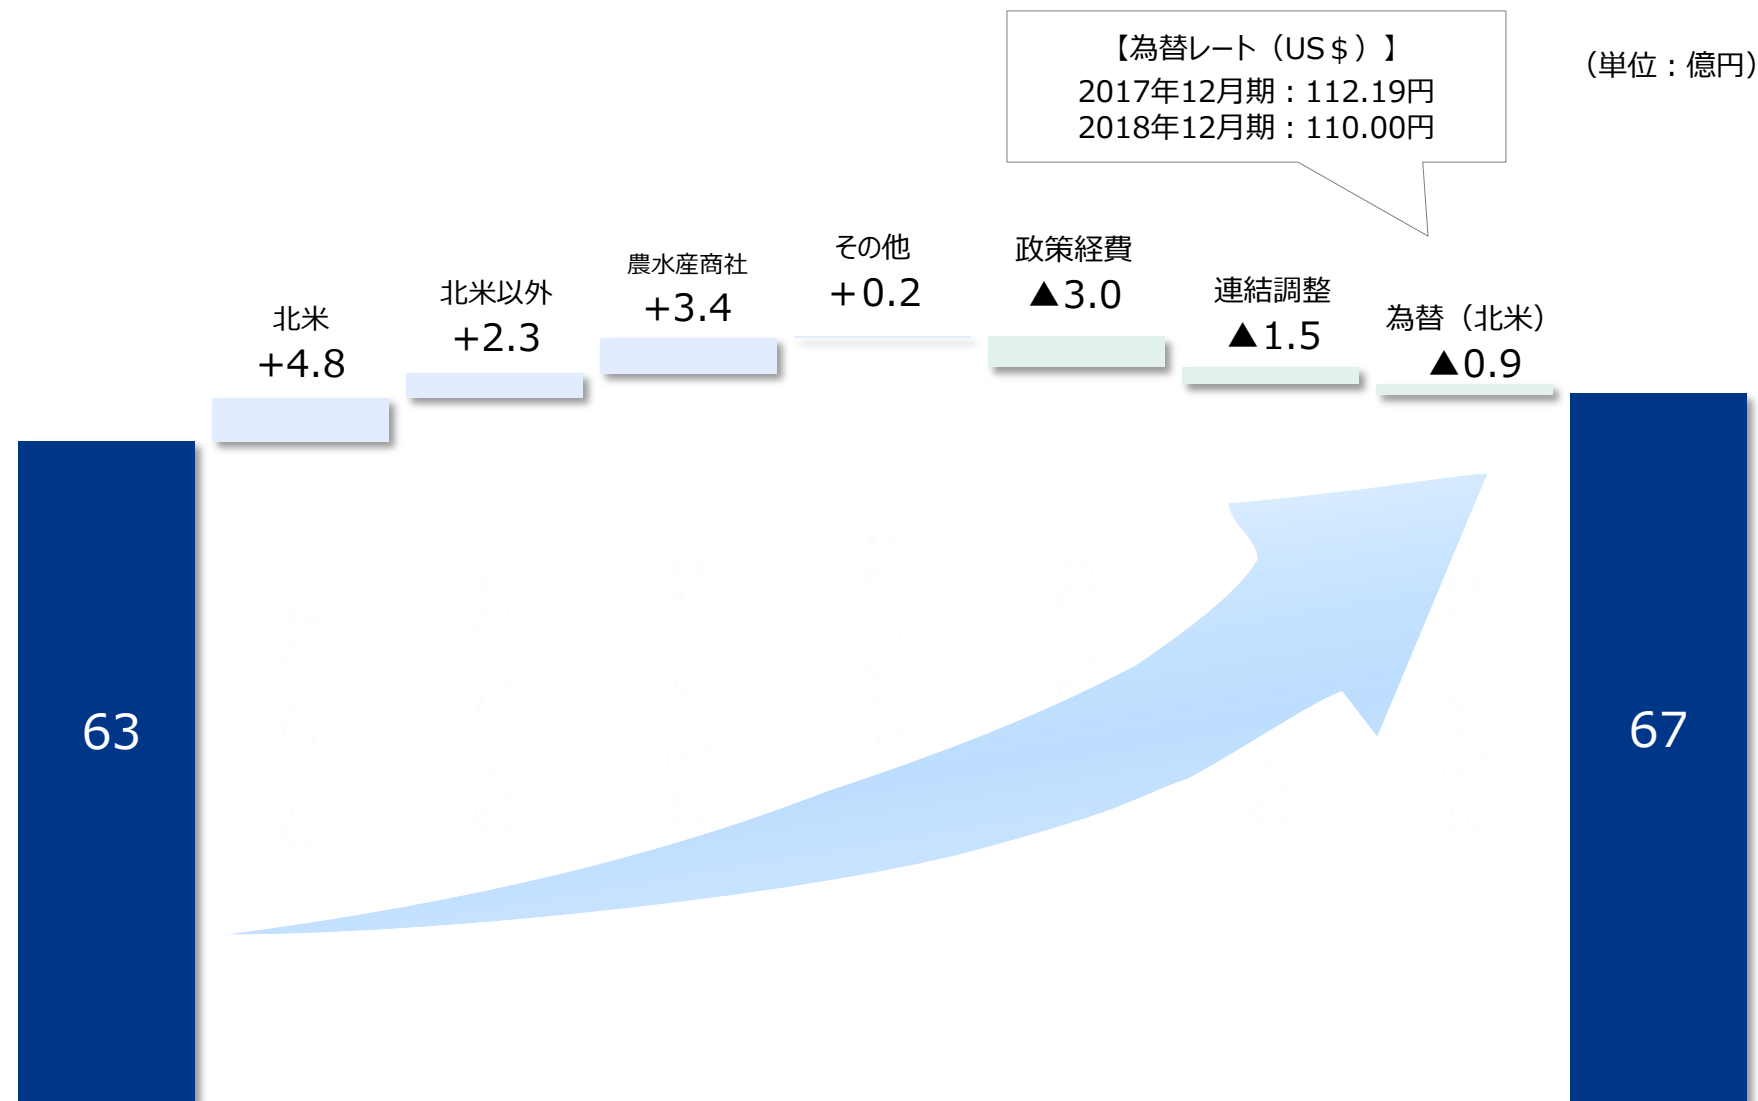 【為替レート（US＄）】
2017年12月期：112.19円
2018年12月期：110.00円
（単位：億円）
北米
+4.8
北米以外
+2.3
農水産商社
+3.4
その他
+0.2
政策経費
▲3.0
連結調整
▲1.5
為替（北米）
▲0.9
63
67